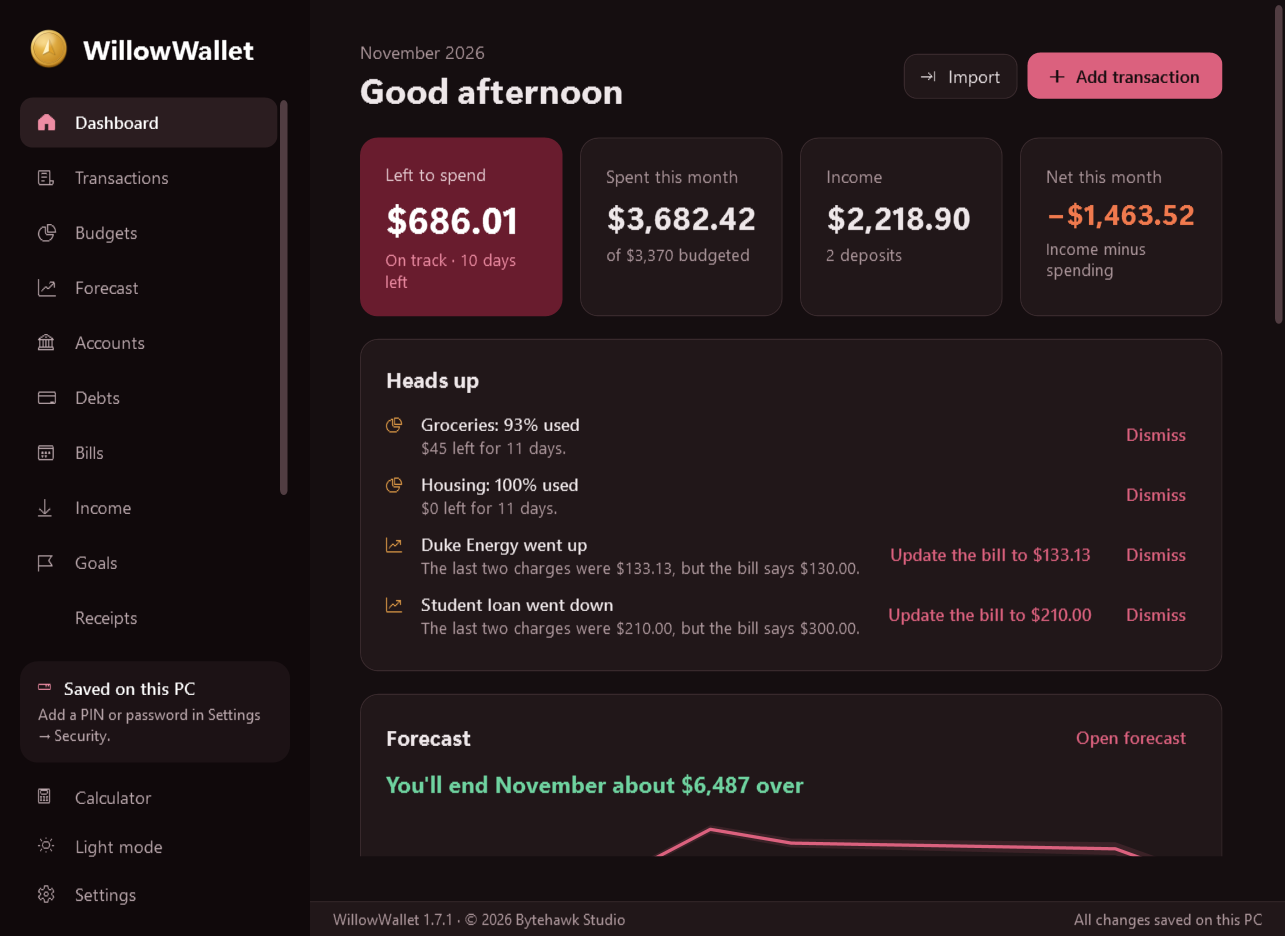 WillowWallet
Dashboard
Transactions
Budgets
Forecast
Accounts
Debts
Bills
Income
Goals
Receipts
Saved on this PC
Add a PIN or password in Settings
→ Security.
Calculator
Light mode
Settings
November 2026
Good afternoon
Import
Add transaction
Left to spend
$686.01
On track · 10 days
left
Spent this month
$3,682.42
of $3,370 budgeted
Income
$2,218.90
2 deposits
Net this month
−$1,463.52
Income minus
spending
Heads up
Groceries: 93% used
$45 left for 11 days.
Dismiss
Housing: 100% used
$0 left for 11 days.
Dismiss
Duke Energy went up
The last two charges were $133.13, but the bill says $130.00.
Update the bill to $133.13
Dismiss
Student loan went down
The last two charges were $210.00, but the bill says $300.00.
Update the bill to $210.00
Dismiss
Forecast
Open forecast
You'll end November about $6,487 over
WillowWallet 1.7.1 · © 2026 Bytehawk Studio
All changes saved on this PC